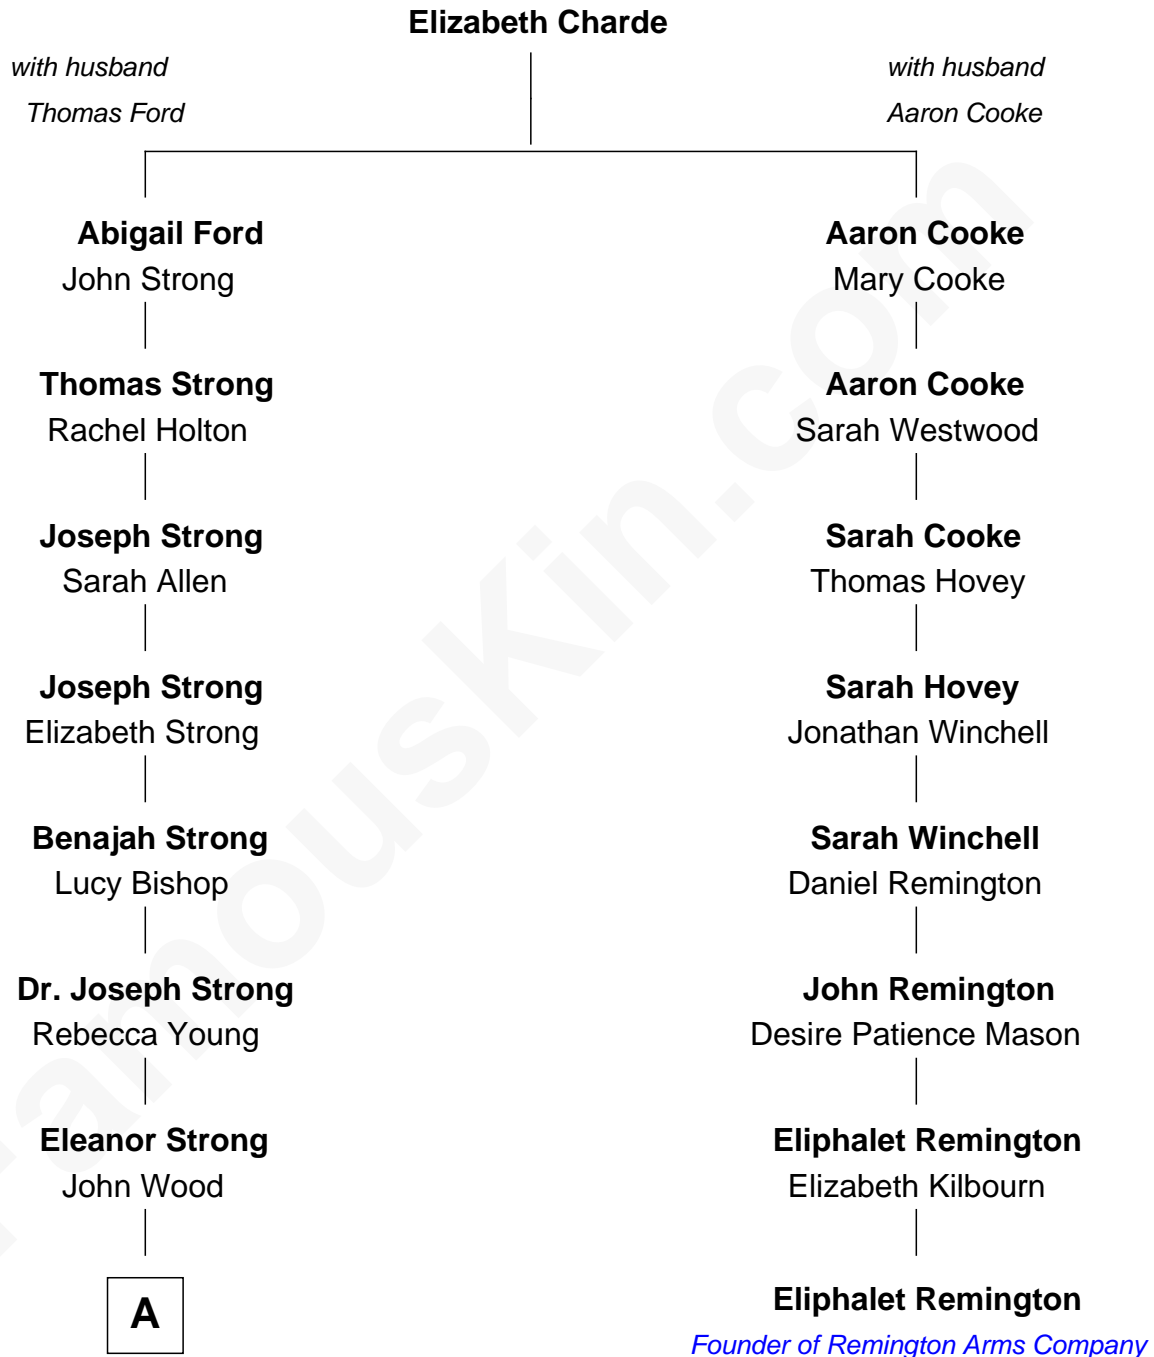 Elizabeth Charde
with husband
Thomas Ford
with husband
Aaron Cooke
Abigail Ford
John Strong
Aaron Cooke
Mary Cooke
Thomas Strong
Rachel Holton
Aaron Cooke
Sarah Westwood
Joseph Strong
Sarah Allen
Sarah Cooke
Thomas Hovey
Joseph Strong
Elizabeth Strong
Sarah Hovey
Jonathan Winchell
Benajah Strong
Lucy Bishop
Sarah Winchell
Daniel Remington
Dr. Joseph Strong
Rebecca Young
John Remington
Desire Patience Mason
Eleanor Strong
John Wood
Eliphalet Remington
Elizabeth Kilbourn
A
Eliphalet Remington
Founder of Remington Arms Company
FamousKin.com